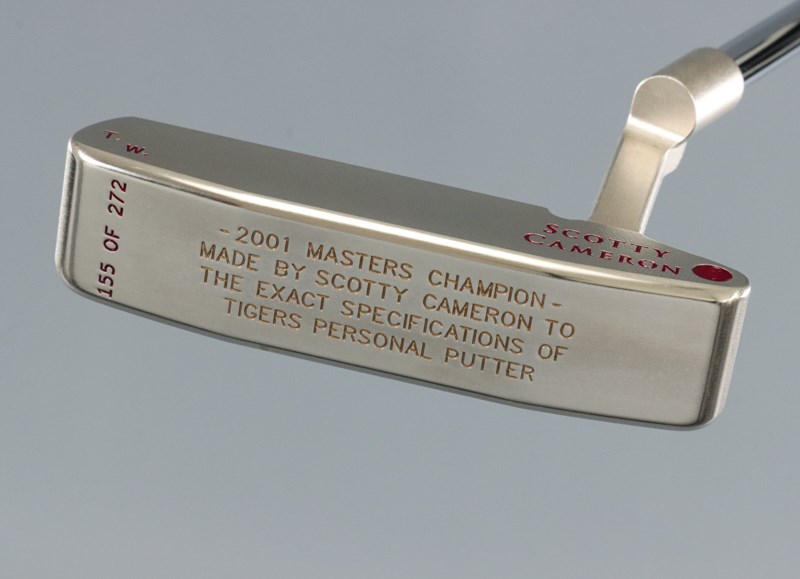 T. W.
155 OF 272
SCOTTY
CAMERON
-2001 MASTERS CHAMPION-
MADE BY SCOTTY CAMERON TO
THE EXACT SPECIFICATIONS OF
TIGERS PERSONAL PUTTER